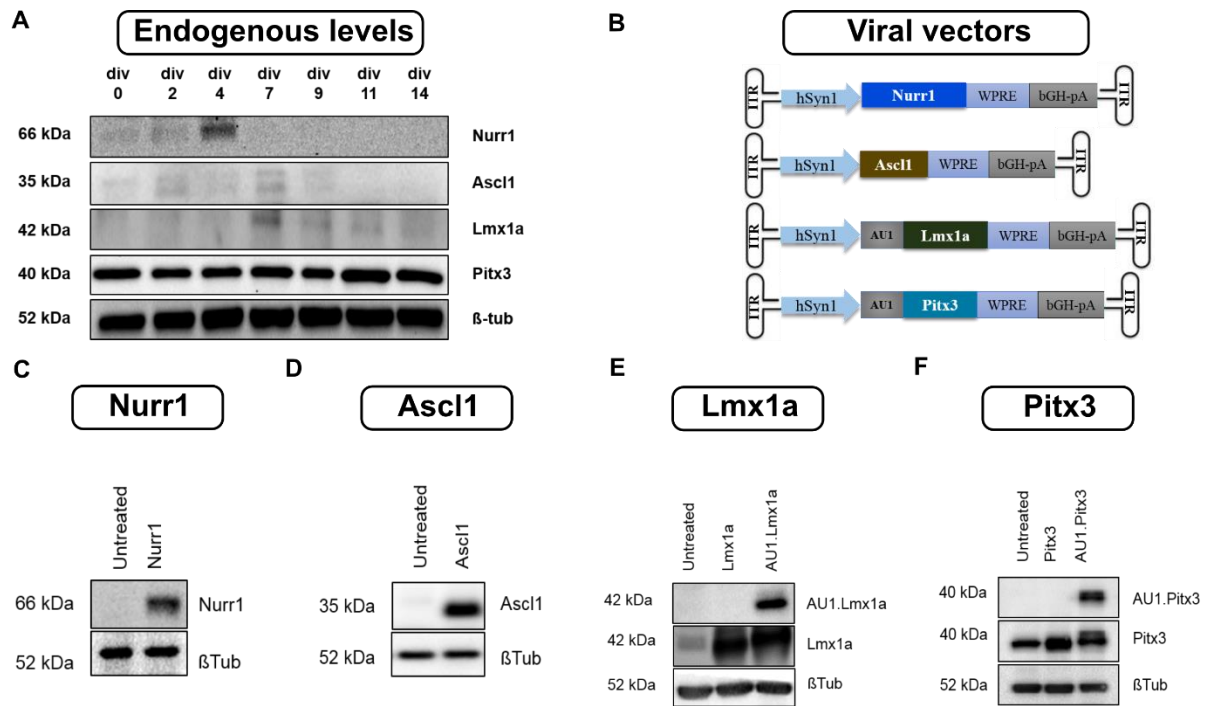 A
Endogenous levels
div 0 div 2 div 4 div 7 div 9 div 11 div 14
66 kDa Nurr1
35 kDa Ascl1
42 kDa Lmx1a
40 kDa Pitx3
52 kDa ß-tub
B
Viral vectors
ITR hSyn1 Nurr1 WPRE bGH-pA ITR
ITR hSyn1 Ascl1 WPRE bGH-pA ITR
ITR hSyn1 AU1 Lmx1a WPRE bGH-pA ITR
ITR hSyn1 AU1 Pitx3 WPRE bGH-pA ITR
C
Nurr1
Untreated Nurr1
66 kDa Nurr1
52 kDa ßTub
D
Ascl1
Untreated Ascl1
35 kDa Ascl1
52 kDa ßTub
E
Lmx1a
Untreated Lmx1a AU1.Lmx1a
42 kDa AU1.Lmx1a
42 kDa Lmx1a
52 kDa ßTub
F
Pitx3
Untreated Pitx3 AU1.Pitx3
40 kDa AU1.Pitx3
40 kDa Pitx3
52 kDa ßTub